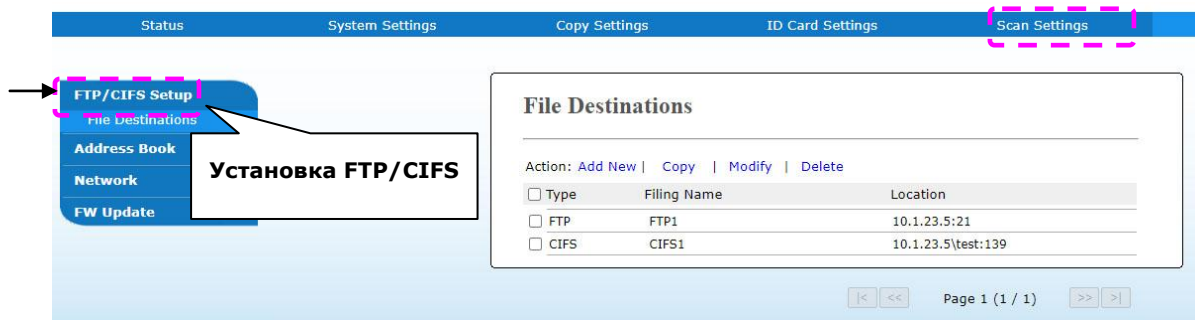 Status System Settings Copy Settings ID Card Settings Scan Settings
FTP/CIFS Setup
File Destinations
Address Book
Network
FW Update
Установка FTP/CIFS
File Destinations
Action: Add New | Copy | Modify | Delete
Type Filing Name Location
FTP FTP1 10.1.23.5:21
CIFS CIFS1 10.1.23.5\test:139
|< << Page 1 (1 / 1) >> >|